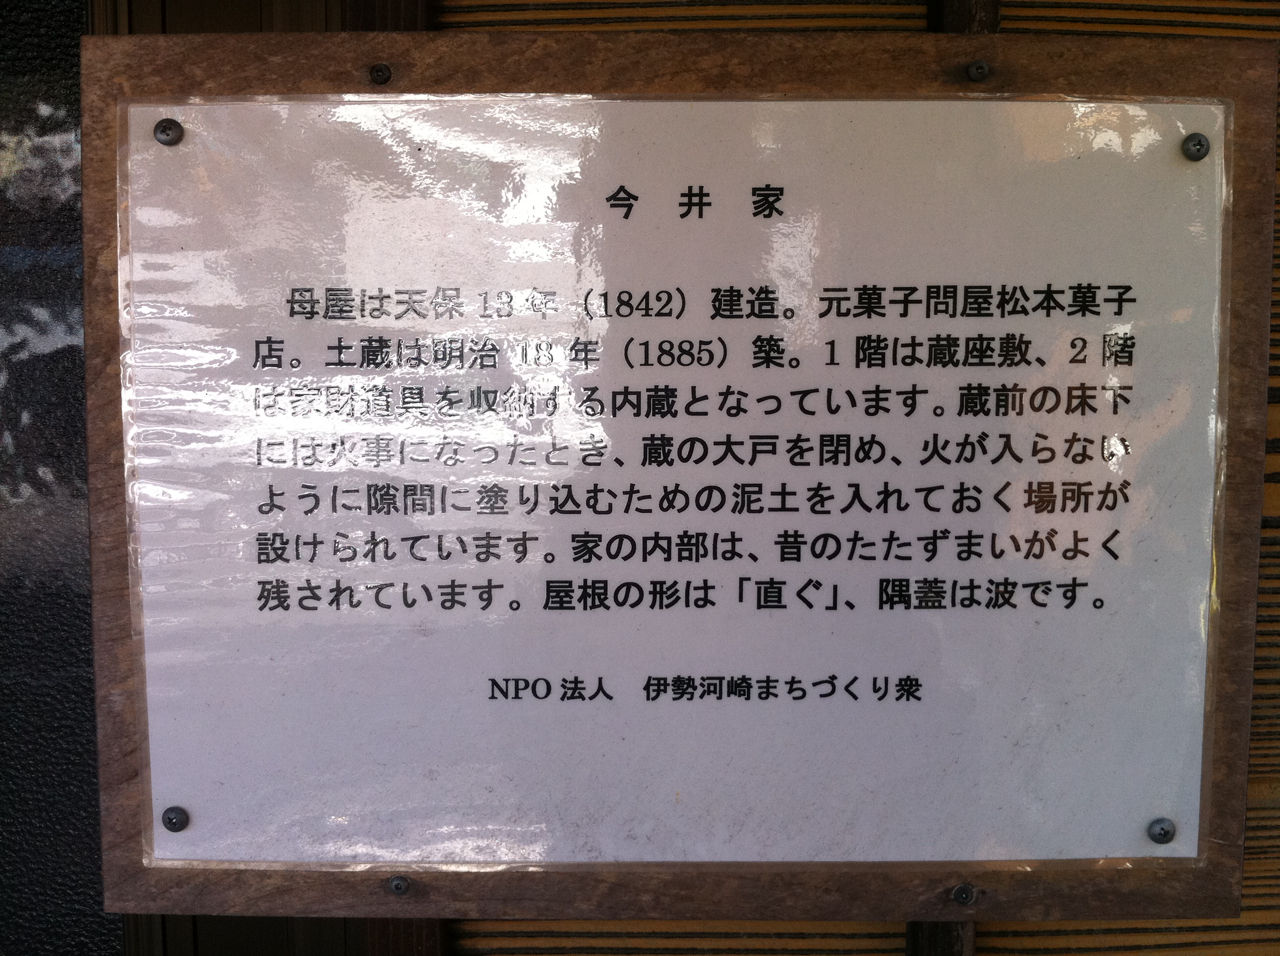 今 井 家
母屋は天保 13 年（1842）建造。元菓子問屋松本菓子
店。土蔵は明治 18 年（1885）築。1 階は蔵座敷、2 階
は家財道具を収納する内蔵となっています。蔵前の床下
には火事になったとき、蔵の大戸を閉め、火が入らない
ように隙間に塗り込むための泥土を入れておく場所が
設けられています。家の内部は、昔のたたずまいがよく
残されています。屋根の形は「直ぐ」、隅蓋は波です。
NPO 法人 伊勢河崎まちづくり衆